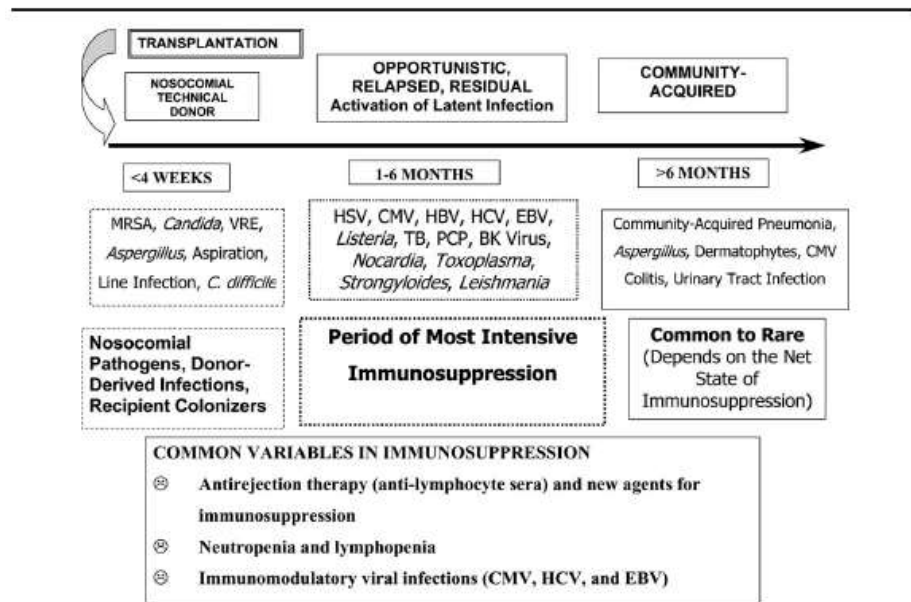 TRANSPLANTATION
NOSOCOMIAL
TECHNICAL
DONOR
OPPORTUNISTIC,
RELAPSED, RESIDUAL
Activation of Latent Infection
COMMUNITY-
ACQUIRED
<4 WEEKS
1-6 MONTHS
>6 MONTHS
MRSA, Candida, VRE,
Aspergillus, Aspiration,
Line Infection, C. difficile
HSV, CMV, HBV, HCV, EBV,
Listeria, TB, PCP, BK Virus,
Nocardia, Toxoplasma,
Strongyloides, Leishmania
Community-Acquired Pneumonia,
Aspergillus, Dermatophytes, CMV
Colitis, Urinary Tract Infection
Nosocomial
Pathogens, Donor-
Derived Infections,
Recipient Colonizers
Period of Most Intensive
Immunosuppression
Common to Rare
(Depends on the Net
State of
Immunosuppression)
COMMON VARIABLES IN IMMUNOSUPPRESSION
☹ Antirejection therapy (anti-lymphocyte sera) and new agents for
immunosuppression
☹ Neutropenia and lymphopenia
☹ Immunomodulatory viral infections (CMV, HCV, and EBV)